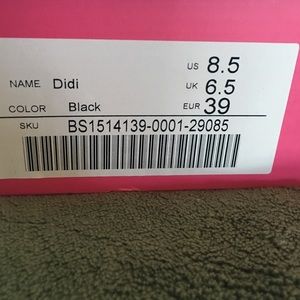 US 8.5
NAME Didi UK 6.5
COLOR Black EUR 39
SKU BS1514139-0001-29085